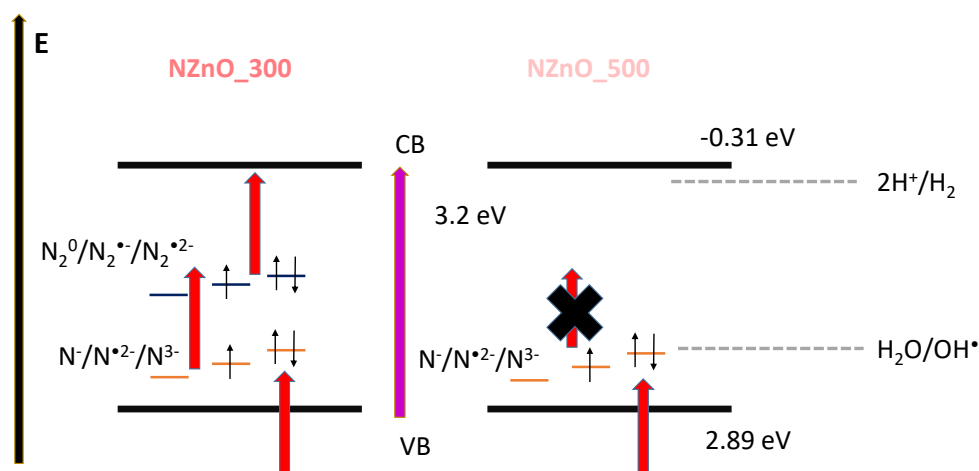 E
NZnO_300
NZnO_500
CB
-0.31 eV
2H⁺/H₂
3.2 eV
N₂⁰/N₂•⁻/N₂•²⁻
N⁻/N•²⁻/N³⁻
N⁻/N•²⁻/N³⁻
H₂O/OH•
VB
2.89 eV